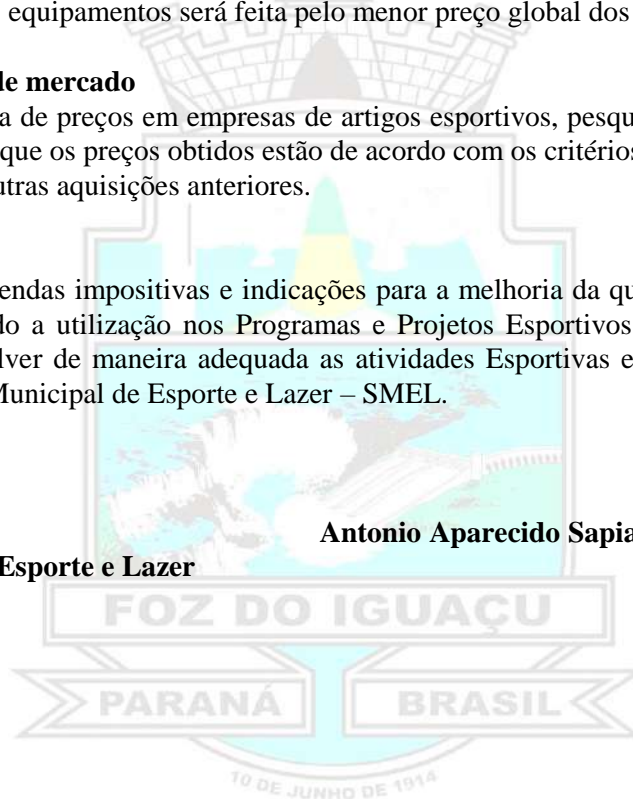 equipamentos será feita pelo menor preço global dos
de mercado
a de preços em empresas de artigos esportivos, pesqu
que os preços obtidos estão de acordo com os critérios
utras aquisições anteriores.
endas impositivas e indicações para a melhoria da qu
do a utilização nos Programas e Projetos Esportivos
lver de maneira adequada as atividades Esportivas e
Municipal de Esporte e Lazer – SMEL.
Antonio Aparecido Sapia
Esporte e Lazer
FOZ DO IGUAÇU
PARANÁ BRASIL
10 DE JUNHO DE 1914